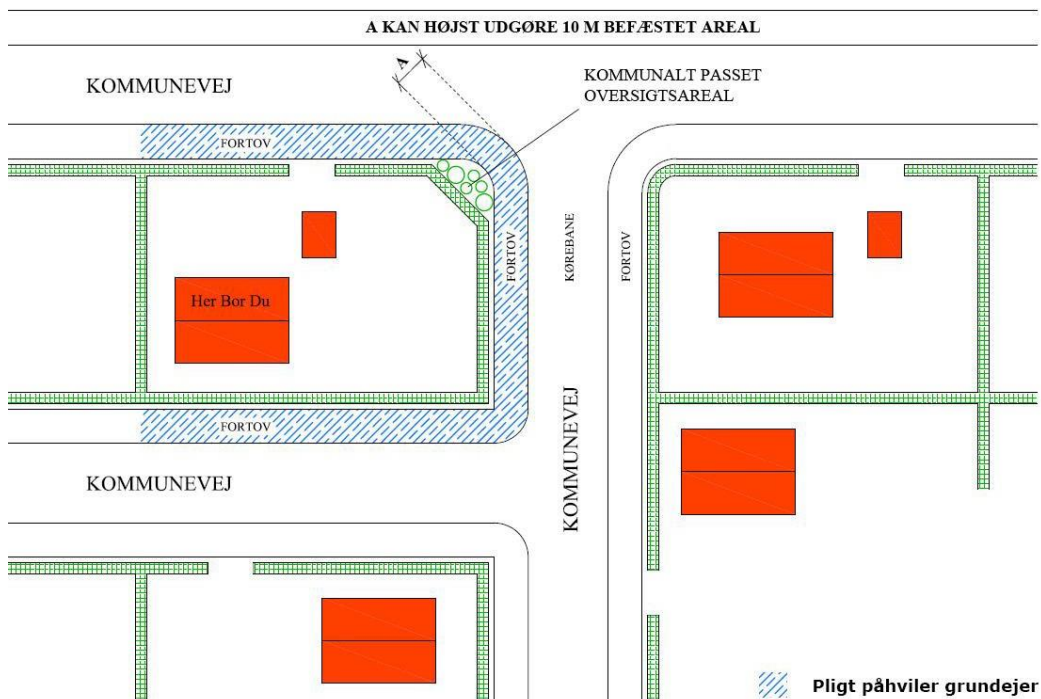 A KAN HØJST UDGØRE 10 M BEFÆSTET AREAL
A
KOMMUNEVEJ
KOMMUNALT PASSET
OVERSIGTSAREAL
FORTOV
FORTOV
KØREBANE
FORTOV
Her Bor Du
KOMMUNEVEJ
FORTOV
KOMMUNEVEJ
Pligt påhviler grundejer